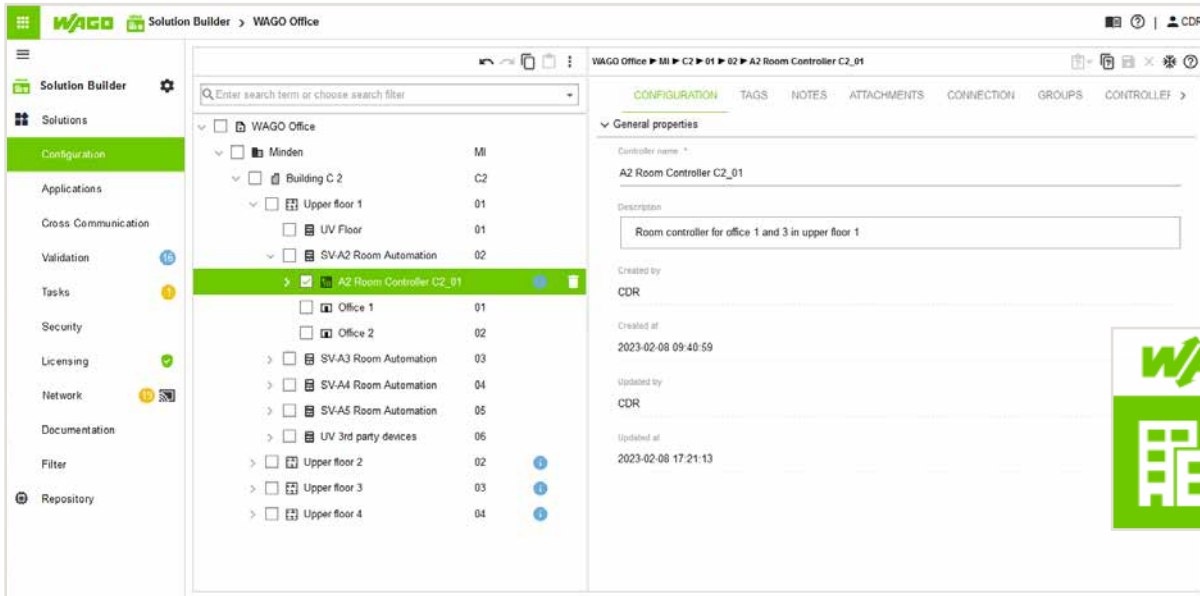 WAGO Solution Builder > WAGO Office CDR
Solution Builder
Solutions
Configuration
Applications
Cross Communication
Validation 16
Tasks
Security
Licensing
Network
Documentation
Filter
Repository
Enter search term or choose search filter
WAGO Office
Minden MI
Building C 2 C2
Upper floor 1 01
UV Floor 01
SV-A2 Room Automation 02
A2 Room Controller C2_01
Office 1 01
Office 2 02
SV-A3 Room Automation 03
SV-A4 Room Automation 04
SV-A5 Room Automation 05
UV 3rd party devices 06
Upper floor 2 02
Upper floor 3 03
Upper floor 4 04
WAGO Office ▶ MI ▶ C2 ▶ 01 ▶ 02 ▶ A2 Room Controller C2_01
CONFIGURATION TAGS NOTES ATTACHMENTS CONNECTION GROUPS CONTROLLER
General properties
Controller name *
A2 Room Controller C2_01
Description
Room controller for office 1 and 3 in upper floor 1
Created by
CDR
Created at
2023-02-08 09:40:59
Updated by
CDR
Updated at
2023-02-08 17:21:13